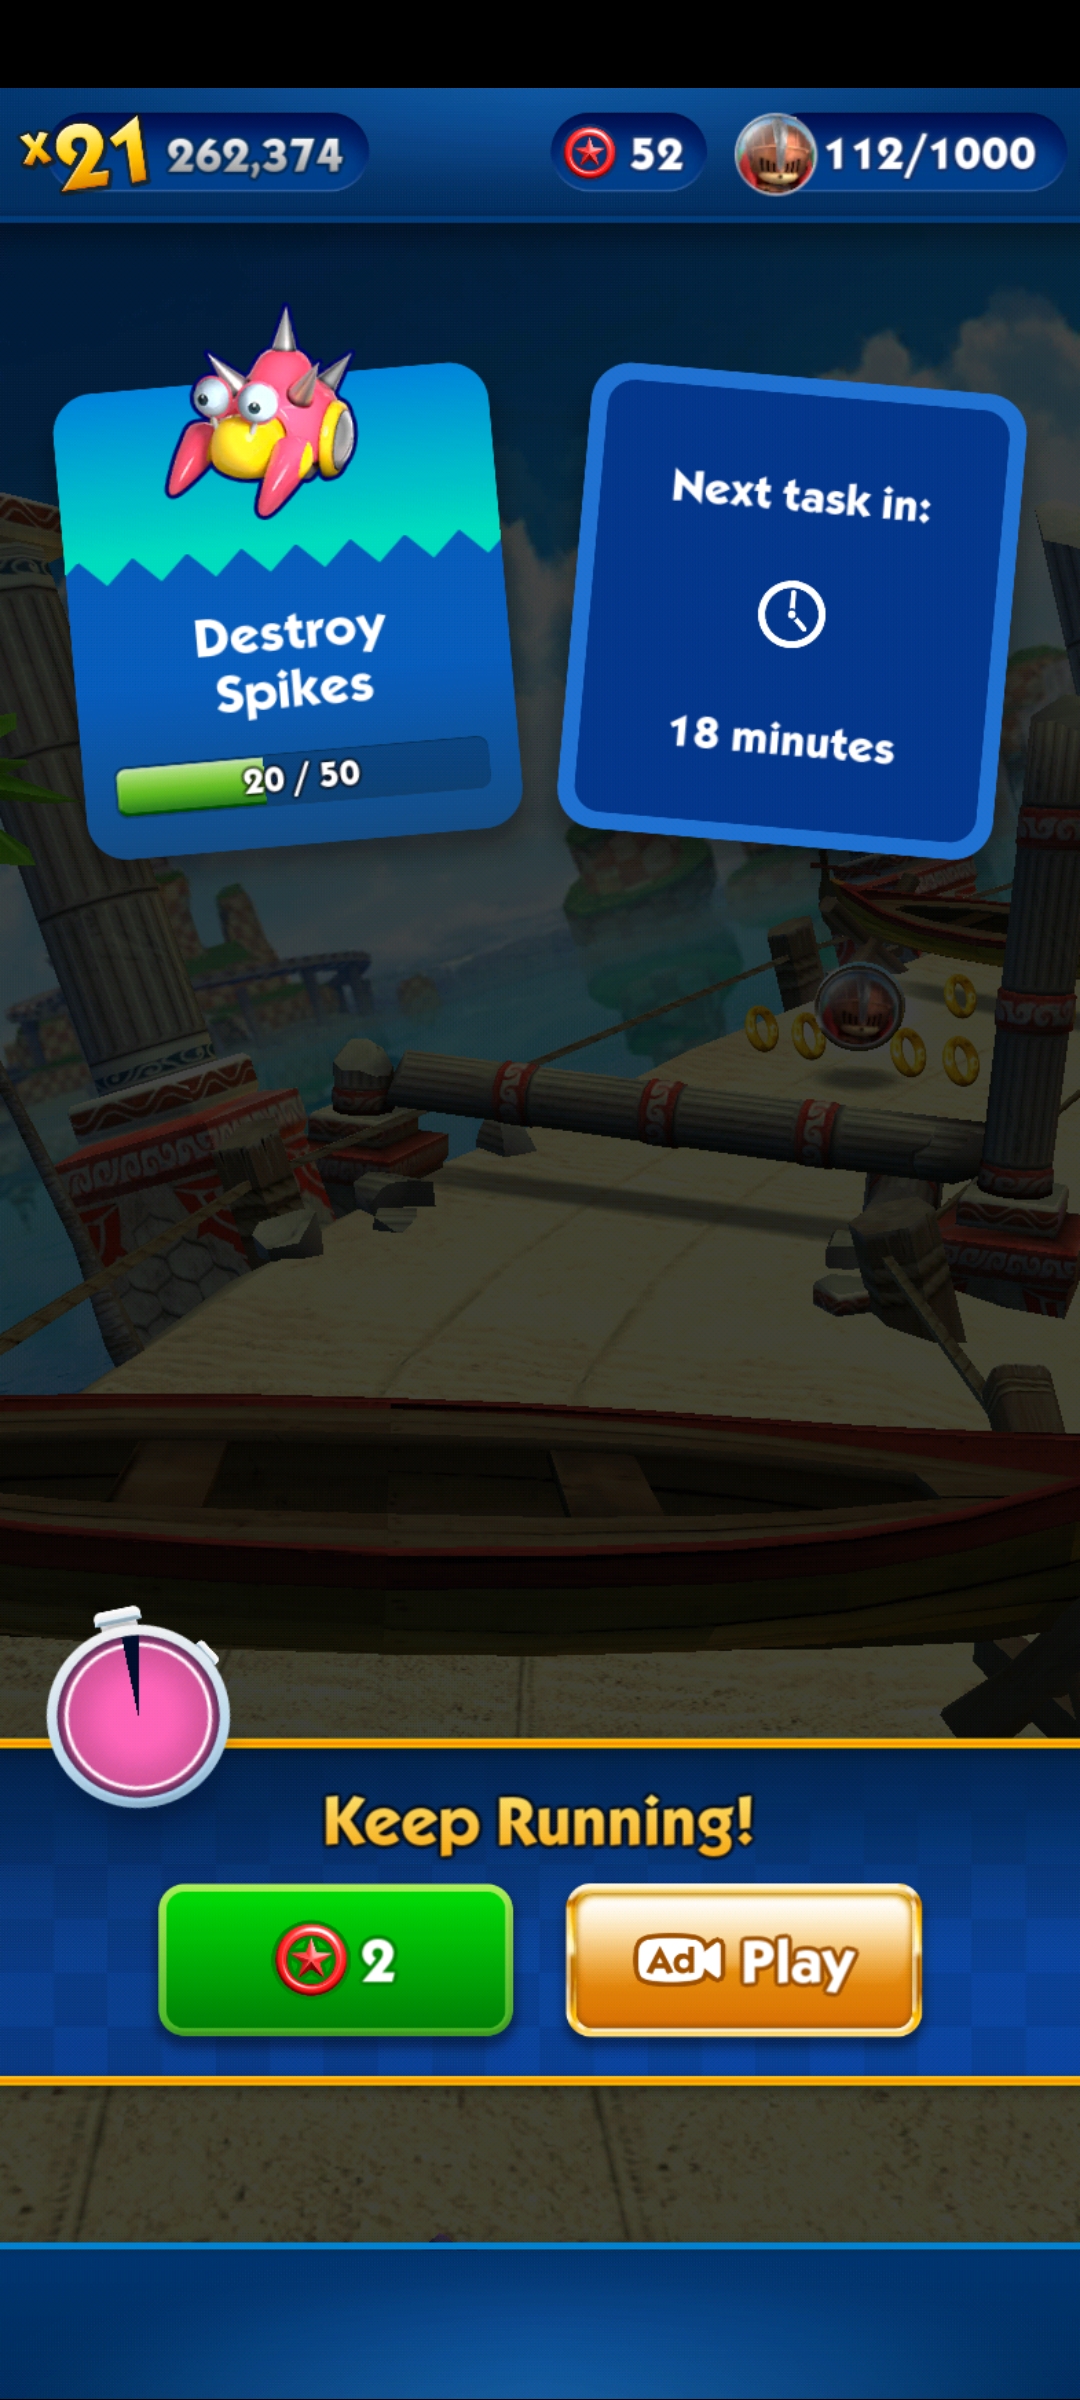 x21 262,374 52 112/1000
Destroy
Spikes
20 / 50
Next task in:
18 minutes
Keep Running!
2
Ad Play